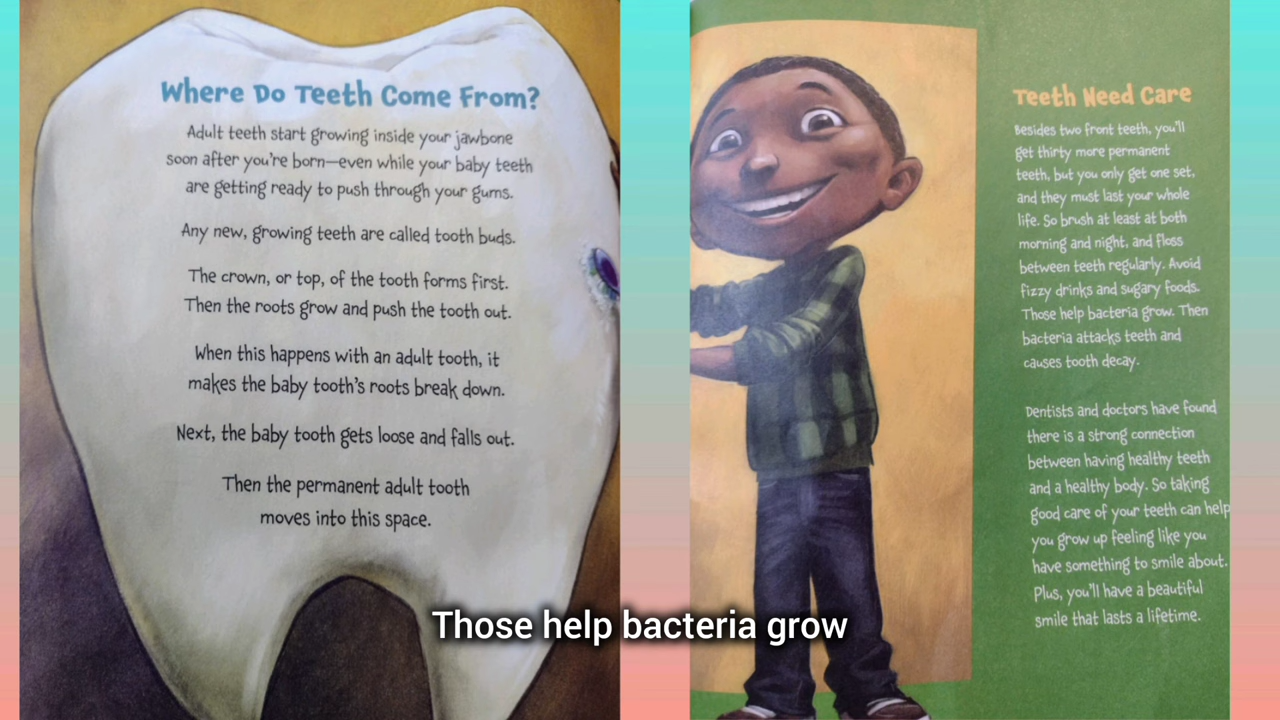 Where Do Teeth Come From?
Adult teeth start growing inside your jawbone
soon after you're born—even while your baby teeth
are getting ready to push through your gums.
Any new, growing teeth are called tooth buds.
The crown, or top, of the tooth forms first.
Then the roots grow and push the tooth out.
When this happens with an adult tooth, it
makes the baby tooth's roots break down.
Next, the baby tooth gets loose and falls out.
Then the permanent adult tooth
moves into this space.
Teeth Need Care
Besides two front teeth, you'll
get thirty more permanent
teeth, but you only get one set,
and they must last your whole
life. So brush at least at both
morning and night, and floss
between teeth regularly. Avoid
fizzy drinks and sugary foods.
Those help bacteria grow. Then
bacteria attacks teeth and
causes tooth decay.
Dentists and doctors have found
there is a strong connection
between having healthy teeth
and a healthy body. So taking
good care of your teeth can help
you grow up feeling like you
have something to smile about.
Plus, you'll have a beautiful
smile that lasts a lifetime.
Those help bacteria grow